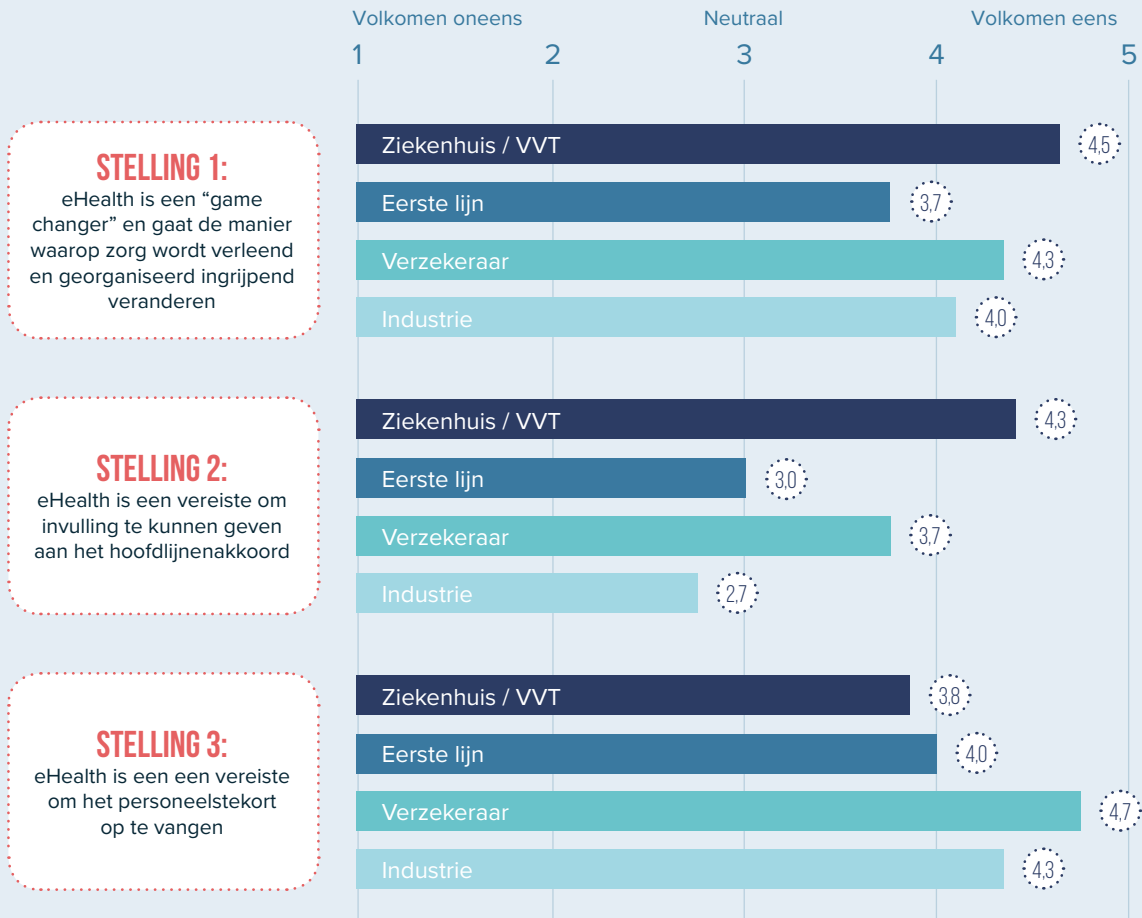 Volkomen oneens Neutraal Volkomen eens
1 2 3 4 5
STELLING 1:
eHealth is een “game
changer” en gaat de manier
waarop zorg wordt verleend
en georganiseerd ingrijpend
veranderen
Ziekenhuis / VVT 4,5
Eerste lijn 3,7
Verzekeraar 4,3
Industrie 4,0
STELLING 2:
eHealth is een vereiste om
invulling te kunnen geven
aan het hoofdlijnenakkoord
Ziekenhuis / VVT 4,3
Eerste lijn 3,0
Verzekeraar 3,7
Industrie 2,7
STELLING 3:
eHealth is een een vereiste
om het personeelstekort
op te vangen
Ziekenhuis / VVT 3,8
Eerste lijn 4,0
Verzekeraar 4,7
Industrie 4,3